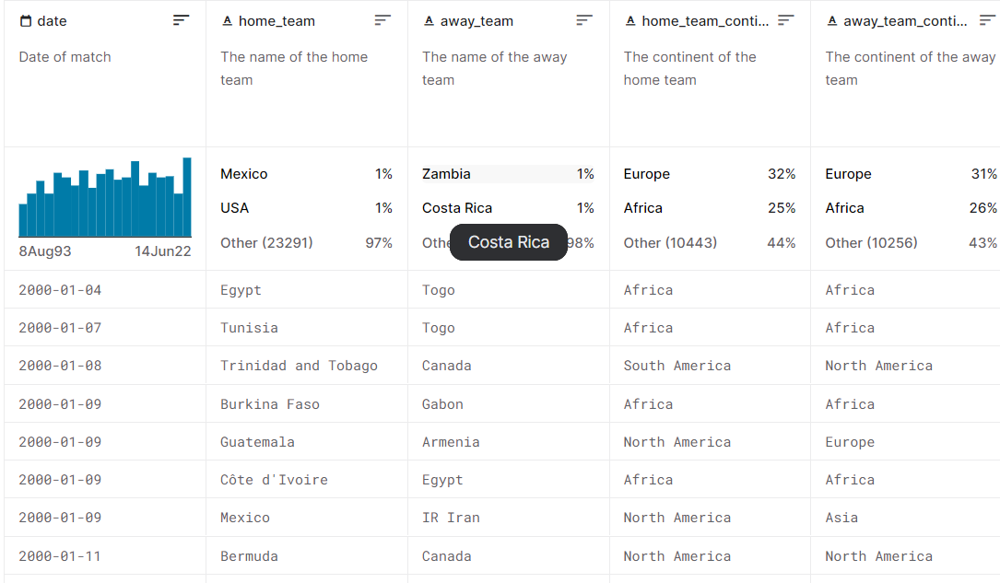 date home_team away_team home_team_conti... away_team_conti...
Date of match The name of the home The name of the away The continent of the The continent of the away
team team home team team
Mexico 1% Zambia 1% Europe 32% Europe 31%
USA 1% Costa Rica 1% Africa 25% Africa 26%
Other (23291) 97% Othe 98% Other (10443) 44% Other (10256) 43%
Costa Rica
8Aug93 14Jun22
2000-01-04 Egypt Togo Africa Africa
2000-01-07 Tunisia Togo Africa Africa
2000-01-08 Trinidad and Tobago Canada South America North America
2000-01-09 Burkina Faso Gabon Africa Africa
2000-01-09 Guatemala Armenia North America Europe
2000-01-09 Côte d'Ivoire Egypt Africa Africa
2000-01-09 Mexico IR Iran North America Asia
2000-01-11 Bermuda Canada North America North America